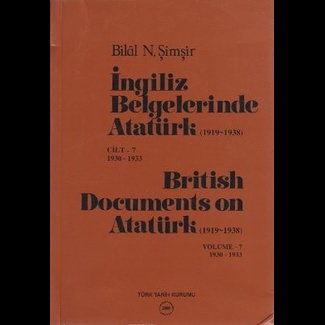 Bilâl N. Şimşir
İngiliz
Belgelerinde
Atatürk (1919-1938)
CİLT - 7
1930 - 1933
British
Documents on
Atatürk (1919-1938)
VOLUME - 7
1930 - 1933
TÜRK TARİH KURUMU